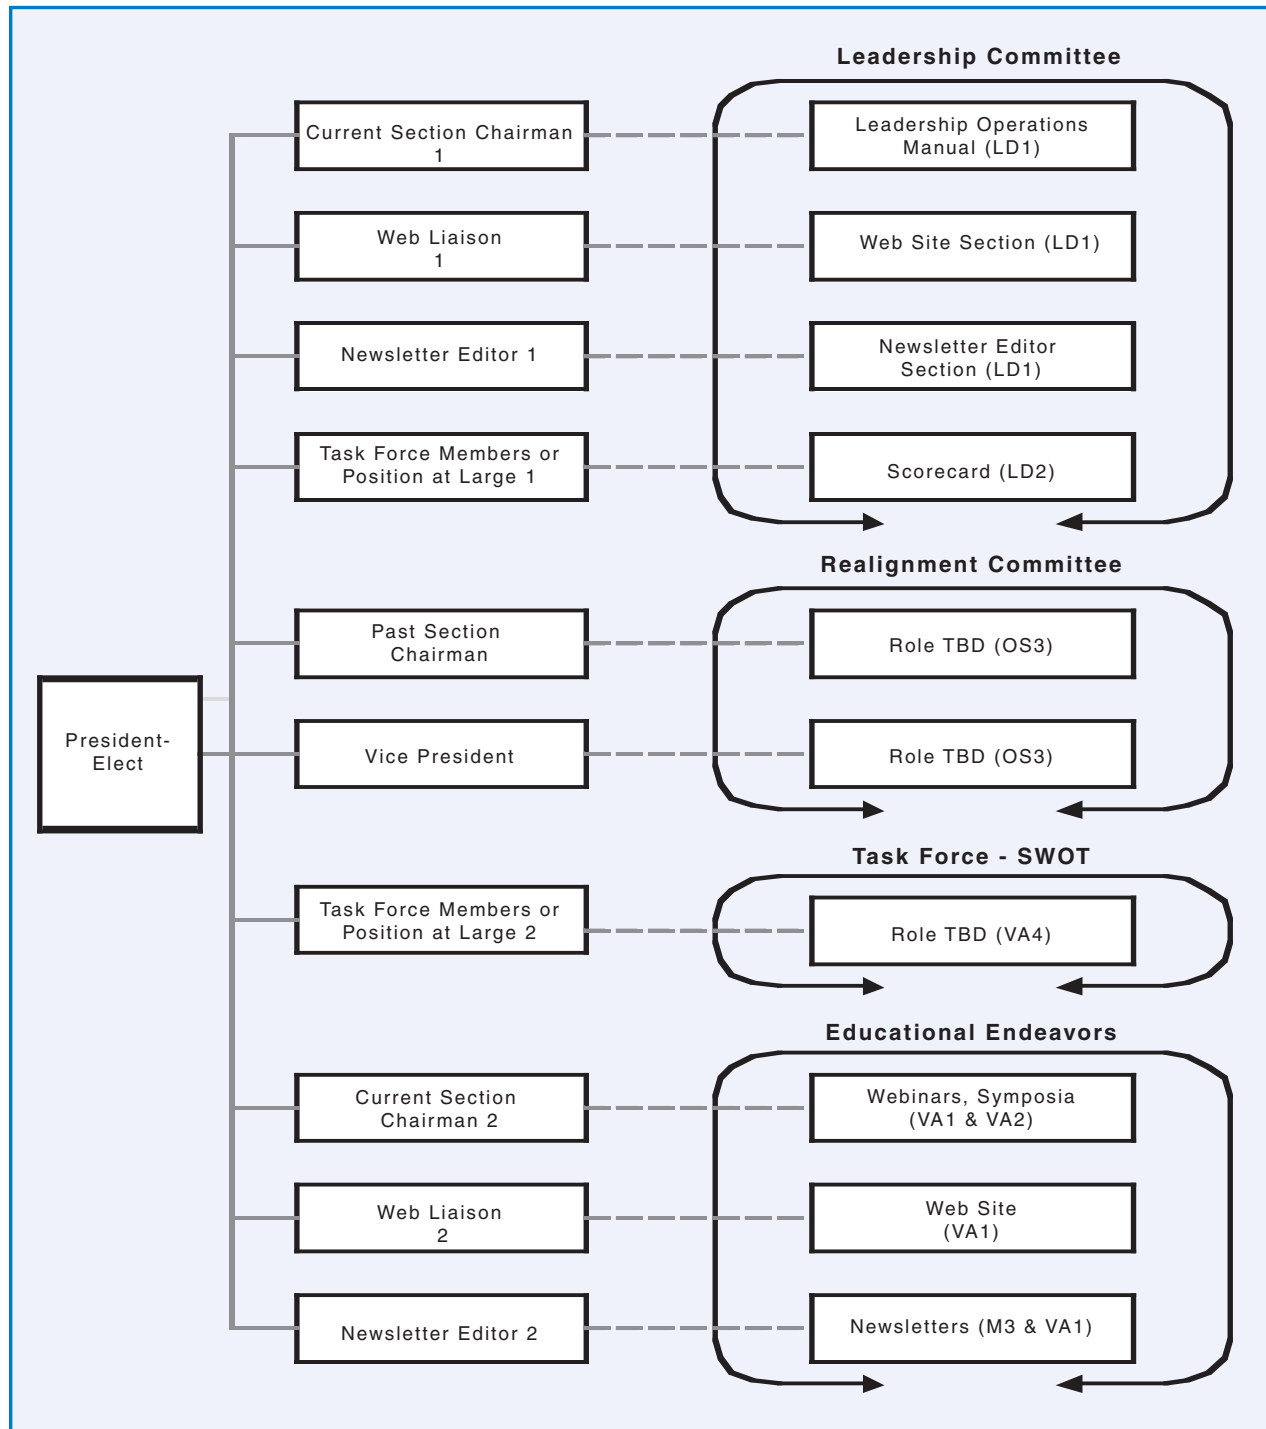 Leadership Committee
Current Section Chairman
1
Leadership Operations
Manual (LD1)
Web Liaison
1
Web Site Section (LD1)
Newsletter Editor 1
Newsletter Editor
Section (LD1)
Task Force Members or
Position at Large 1
Scorecard (LD2)
Realignment Committee
Past Section
Chairman
Role TBD (OS3)
President-
Elect
Vice President
Role TBD (OS3)
Task Force - SWOT
Task Force Members or
Position at Large 2
Role TBD (VA4)
Educational Endeavors
Current Section
Chairman 2
Webinars, Symposia
(VA1 & VA2)
Web Liaison
2
Web Site
(VA1)
Newsletter Editor 2
Newsletters (M3 & VA1)